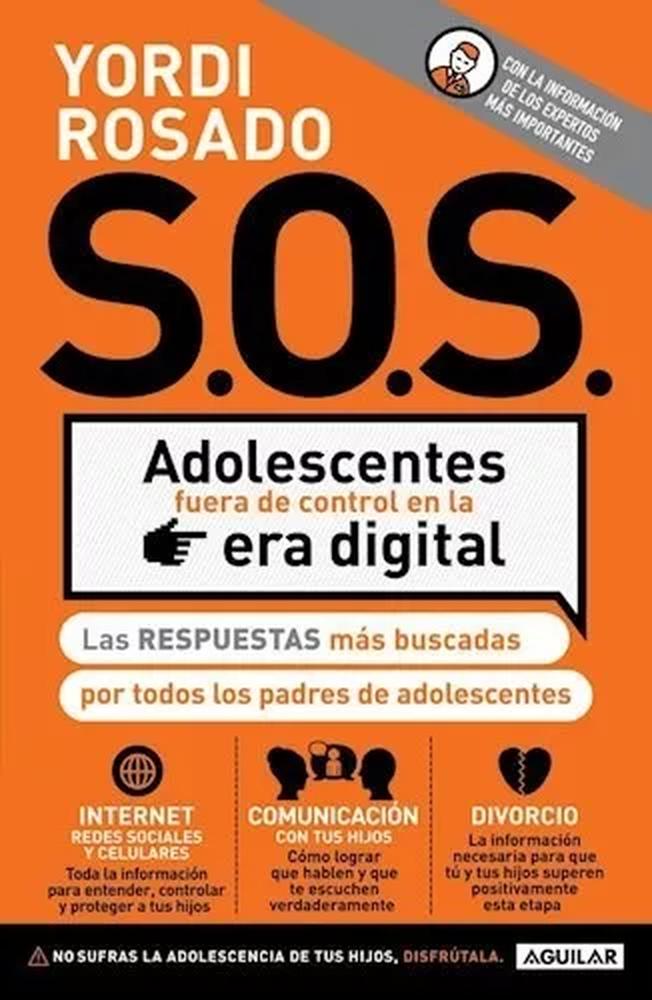 YORDI
ROSADO
CON LA INFORMACIÓN
DE LOS EXPERTOS
MÁS IMPORTANTES
S.O.S.
Adolescentes
fuera de control en la
era digital
Las RESPUESTAS más buscadas
por todos los padres de adolescentes
INTERNET
REDES SOCIALES
Y CELULARES
Toda la información
para entender, controlar
y proteger a tus hijos
COMUNICACIÓN
CON TUS HIJOS
Cómo lograr
que hablen y que
te escuchen
verdaderamente
DIVORCIO
La información
necesaria para que
tú y tus hijos superen
positivamente
esta etapa
NO SUFRAS LA ADOLESCENCIA DE TUS HIJOS, DISFRÚTALA.
AGUILAR